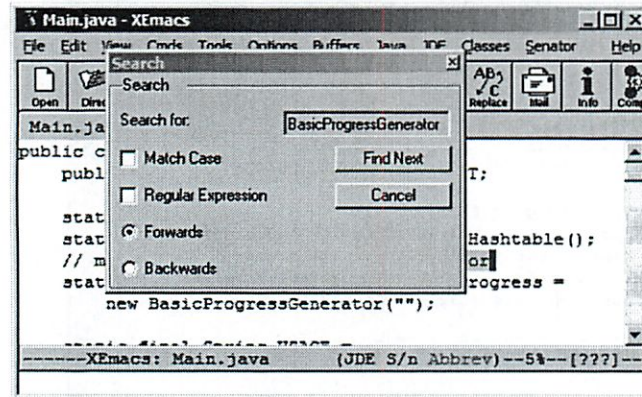 Main.java - XEmacs
File Edit View Cmds Tools Options Buffers Java JDE Classes Senator Help
Open Replace Mail Info
Main.ja
Search
Search
Search for: BasicProgressGenerator
Match Case Find Next
Regular Expression Cancel
Forwards
Backwards
public c
publ T;
stat
stat Hashtable();
// m or
stat rogress =
new BasicProgressGenerator("");
------XEmacs: Main.java (JDE S/n Abbrev)--5%--[???]--